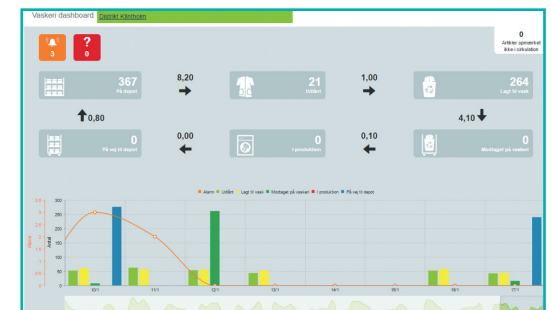 Vaskeri dashboard Distrikt Klintholm
3
?
0
0
Artikler opmærket
ikke i cirkulation
367
På depot
8,20
21
Udlånt
1,00
264
Lagt til vask
0,80
4,10
0
På vej til depot
0,00
0
I produktion
0,10
0
Modtaget på vaskeri
Alarm Udlånt Lagt til vask Modtaget på vaskeri I produktion På vej til depot
Alarm
Antal
3.5
3
2.5
2
1.5
1
0.5
0
300
250
200
150
100
50
0
10/1 11/1 12/1 13/1 14/1 15/1 16/1 17/1